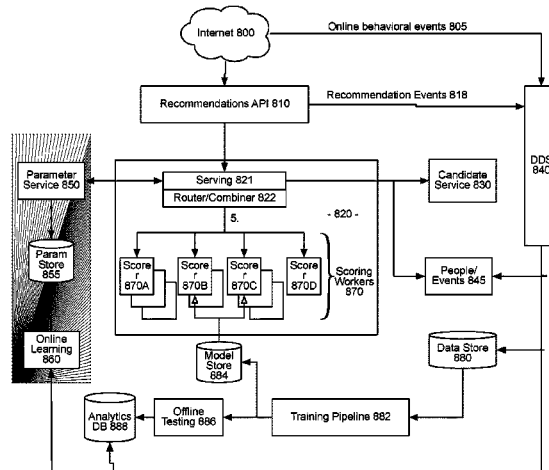 Internet 800
Online behavioral events 805
Recommendations API 810
Recommendation Events 818
DDS
840
Parameter
Service 850
Serving 821
Router/Combiner 822
Candidate
Service 830
5.
- 820 -
Param
Store
855
Score
r
870A
Score
r
870B
Score
r
870C
Score
r
870D
Scoring
Workers
870
People/
Events 845
Online
Learning
860
Model
Store
884
Data Store
880
Analytics
DB 888
Offline
Testing 886
Training Pipeline 882